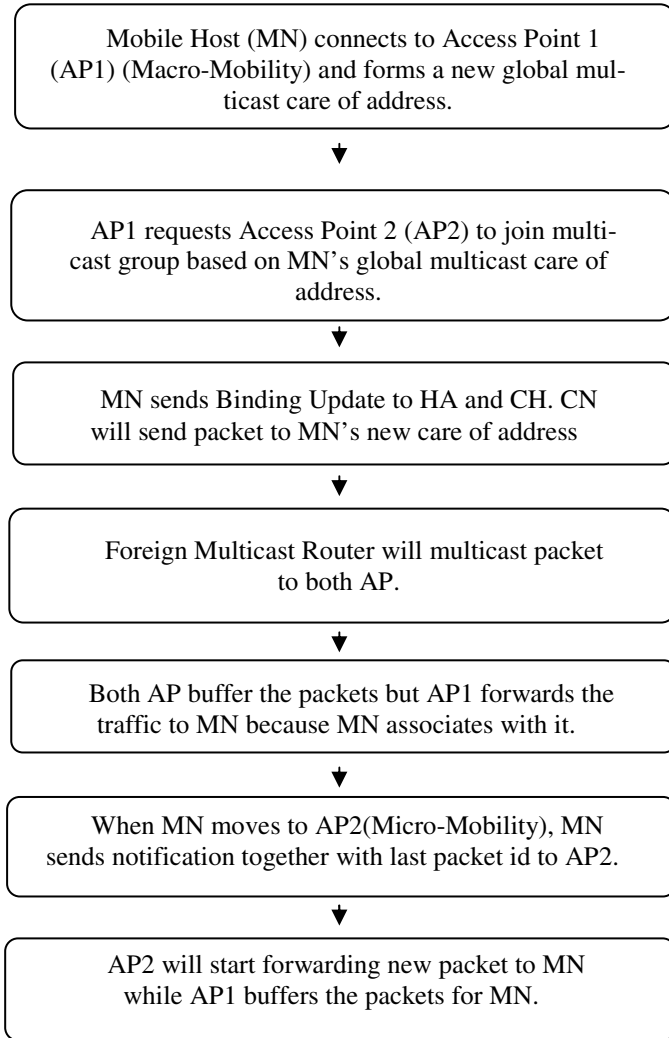 Mobile Host (MN) connects to Access Point 1
(AP1) (Macro-Mobility) and forms a new global mul-
ticast care of address.
AP1 requests Access Point 2 (AP2) to join multi-
cast group based on MN's global multicast care of
address.
MN sends Binding Update to HA and CH. CN
will send packet to MN's new care of address
Foreign Multicast Router will multicast packet
to both AP.
Both AP buffer the packets but AP1 forwards the
traffic to MN because MN associates with it.
When MN moves to AP2(Micro-Mobility), MN
sends notification together with last packet id to AP2.
AP2 will start forwarding new packet to MN
while AP1 buffers the packets for MN.